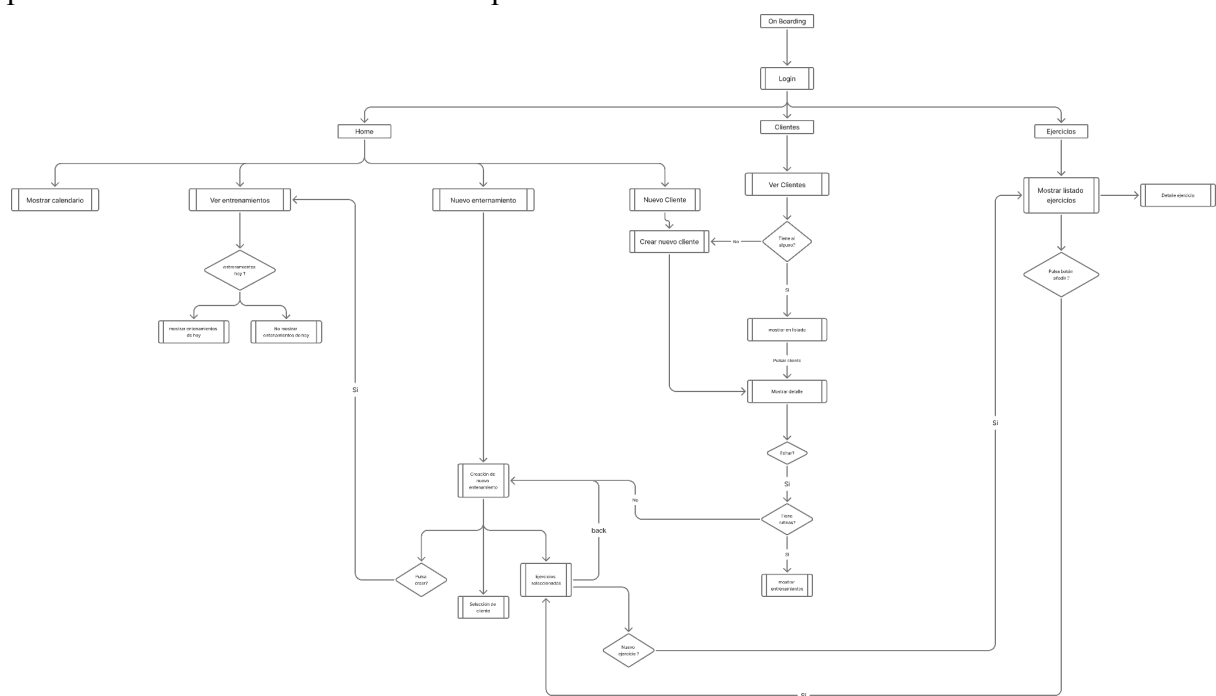 On Boarding
Login
Home
Clientes
Ejercicios
Mostrar calendario
Ver entrenamientos
Nuevo enternamiento
Nuevo Cliente
Ver Clientes
Mostrar listado
ejercicios
Detalle ejercicio
Crear nuevo cliente
No
Tiene al
alguno?
entrenamientos
hoy ?
Pulsa botón
añadir ?
Si
mostrar entrenamientos
de hoy
No mostrar
entrenamientos de hoy
mostrar en listado
Pulsar cliente
Si
Mostrar detalle
Si
fichar?
Creación de
nuevo
entrenamiento
Si
No
Tiene
rutinas?
back
Si
Pulsa
crear?
Ejercicios
seleccionados
mostrar
entrenamientos
Selección de
cliente
Nuevo
ejercicio ?
Si